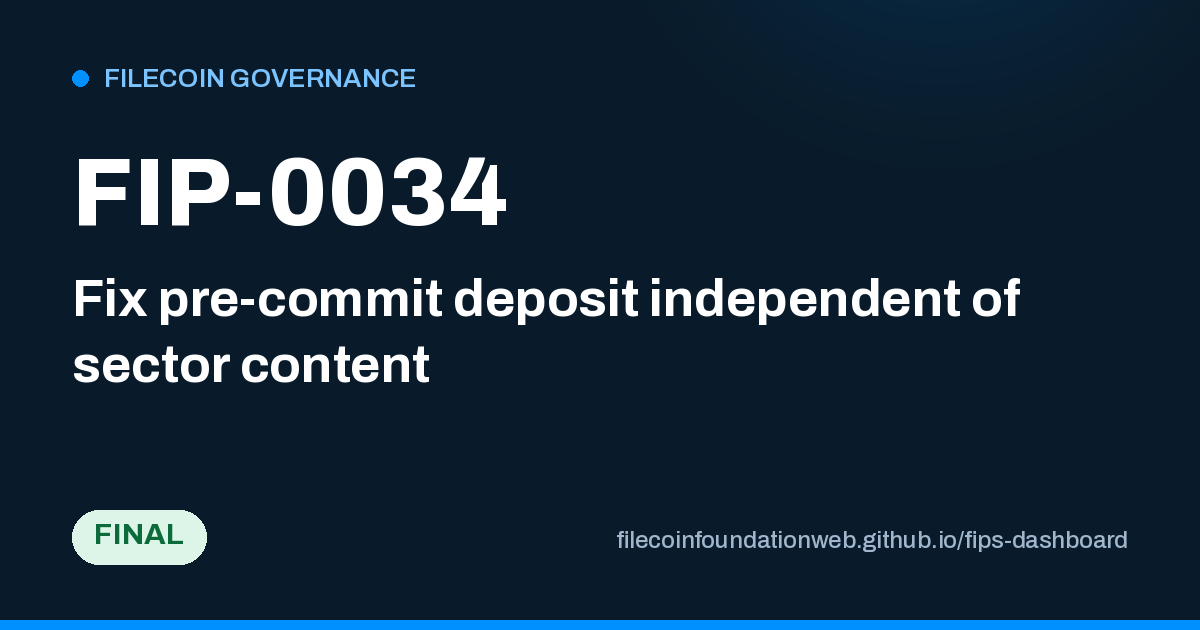 FILECOIN GOVERNANCE
FIP-0034
Fix pre-commit deposit independent of
sector content
FINAL
filecoinfoundationweb.github.io/fips-dashboard